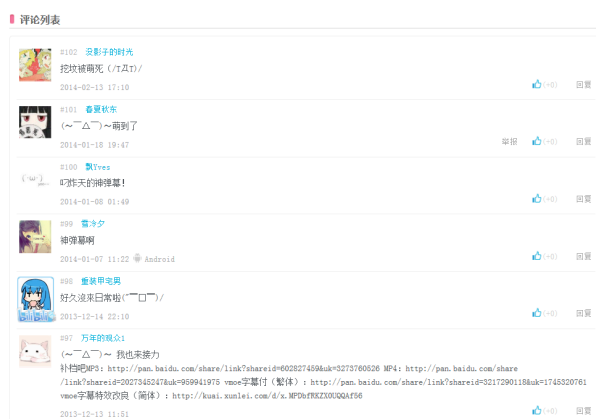 评论列表
#102 没影子的时光
挖坟被萌死（/TДT)/
2014-02-13 17:10
(+0) 回复
#101 春夏秋东
(～￣△￣)～萌到了
2014-01-18 19:47
举报 (+0) 回复
#100 飘Yves
叼炸天的神弹幕！
2014-01-08 01:49
(+0) 回复
#99 霜冷夕
神弹幕啊
2014-01-07 11:22 Android
(+0) 回复
#98 重装甲宅男
好久沒来日常啦(￣□￣)/
2013-12-14 22:10
(+0) 回复
#97 万年的观众1
(～￣△￣)～ 我也来接力
补档吧MP3: http://pan.baidu.com/share/link?shareid=602827459&uk=3273760526 MP4: http://pan.baidu.com/share
/link?shareid=2027345247&uk=959941975 vmoe字幕付（繁体）: http://pan.baidu.com/share/link?shareid=3217290118&uk=1745320761
vmoe字幕特效改良（简体）: http://kuai.xunlei.com/d/x.MPDbfRKZX0UQQAf56
2013-12-13 11:51
(+0) 回复